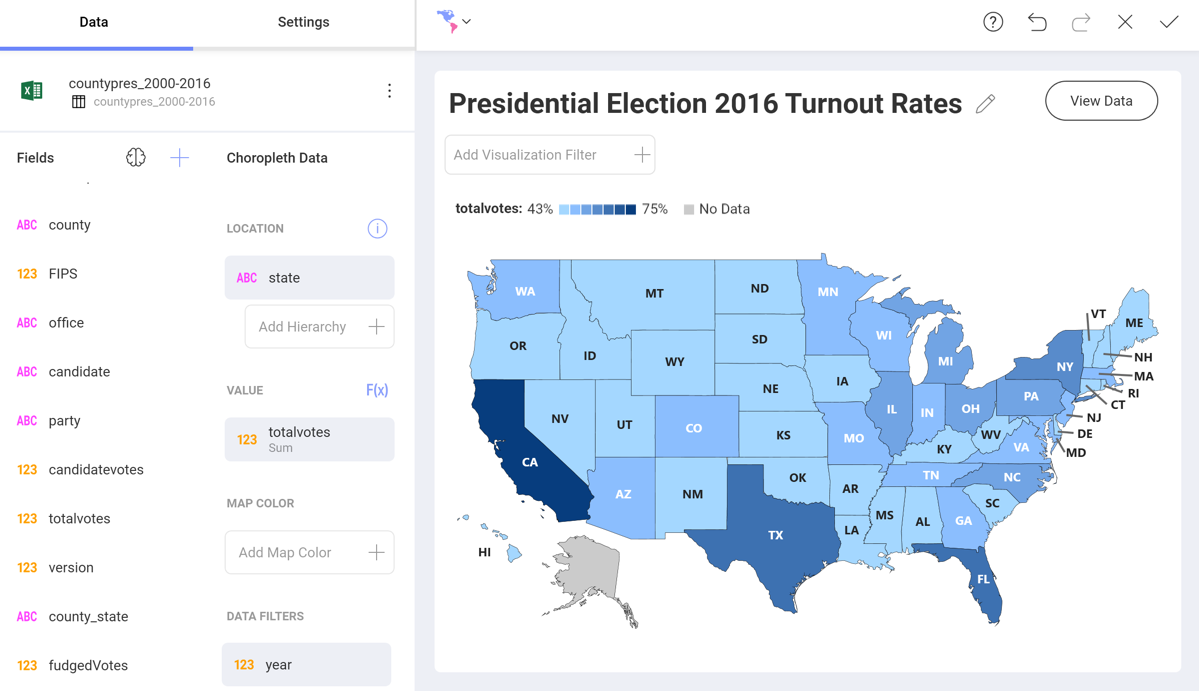 Data
Settings
countypres_2000-2016
countypres_2000-2016
Fields
Choropleth Data
ABC county
123 FIPS
ABC office
ABC candidate
ABC party
123 candidatevotes
123 totalvotes
123 version
ABC county_state
123 fudgedVotes
LOCATION
ABC state
Add Hierarchy
VALUE
F(x)
123 totalvotes
Sum
MAP COLOR
Add Map Color
DATA FILTERS
123 year
Presidential Election 2016 Turnout Rates
View Data
Add Visualization Filter
totalvotes: 43% 75% No Data
WA
MT
ND
MN
VT
ME
OR
ID
WY
SD
WI
MI
NY
NH
MA
RI
CT
NV
UT
CO
NE
IA
IL
IN
OH
PA
NJ
DE
MD
CA
KS
MO
KY
WV
VA
AZ
NM
OK
AR
TN
NC
SC
TX
LA
MS
AL
GA
FL
HI